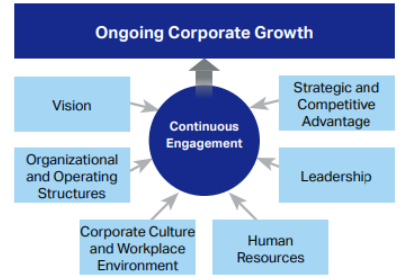 Ongoing Corporate Growth
Vision
Strategic and
Competitive
Advantage
Continuous
Engagement
Organizational
and Operating
Structures
Leadership
Corporate Culture
and Workplace
Environment
Human
Resources